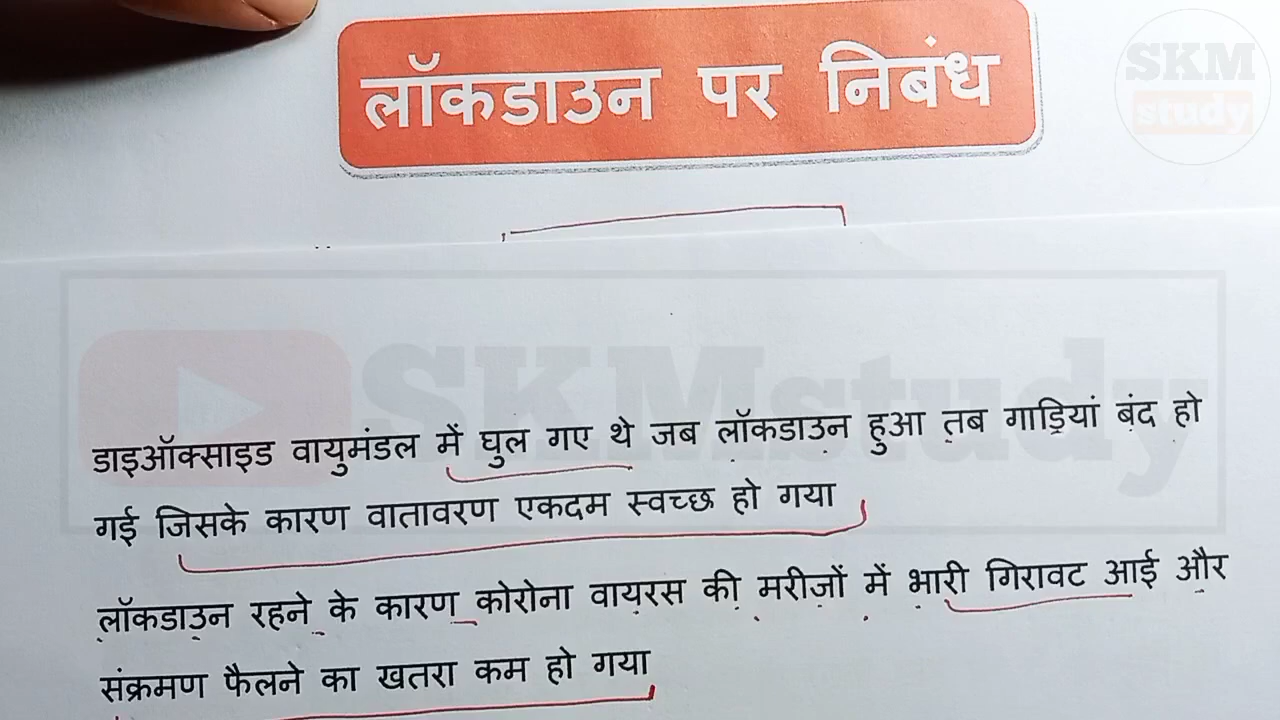 लॉकडाउन पर निबंध
SKM
study
SKMstudy
डाइऑक्साइड वायुमंडल में घुल गए थे जब लॉकडाउन हुआ तब गाड़ियां बंद हो
गई जिसके कारण वातावरण एकदम स्वच्छ हो गया
लॉकडाउन रहने के कारण कोरोना वायरस की मरीज़ों में भारी गिरावट आई और
संक्रमण फैलने का खतरा कम हो गया